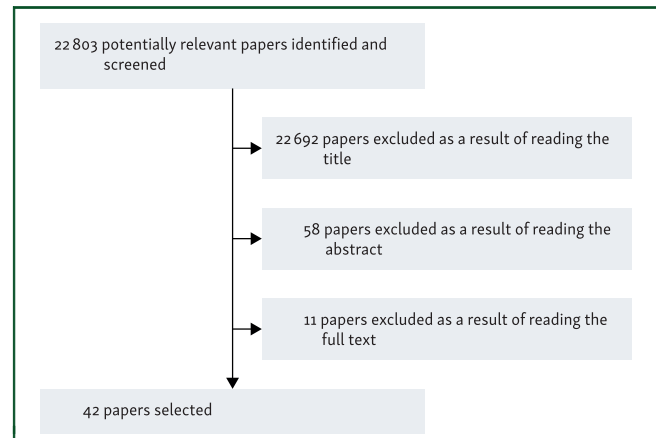 22 803 potentially relevant papers identified and
screened
22 692 papers excluded as a result of reading the
title
58 papers excluded as a result of reading the
abstract
11 papers excluded as a result of reading the
full text
42 papers selected